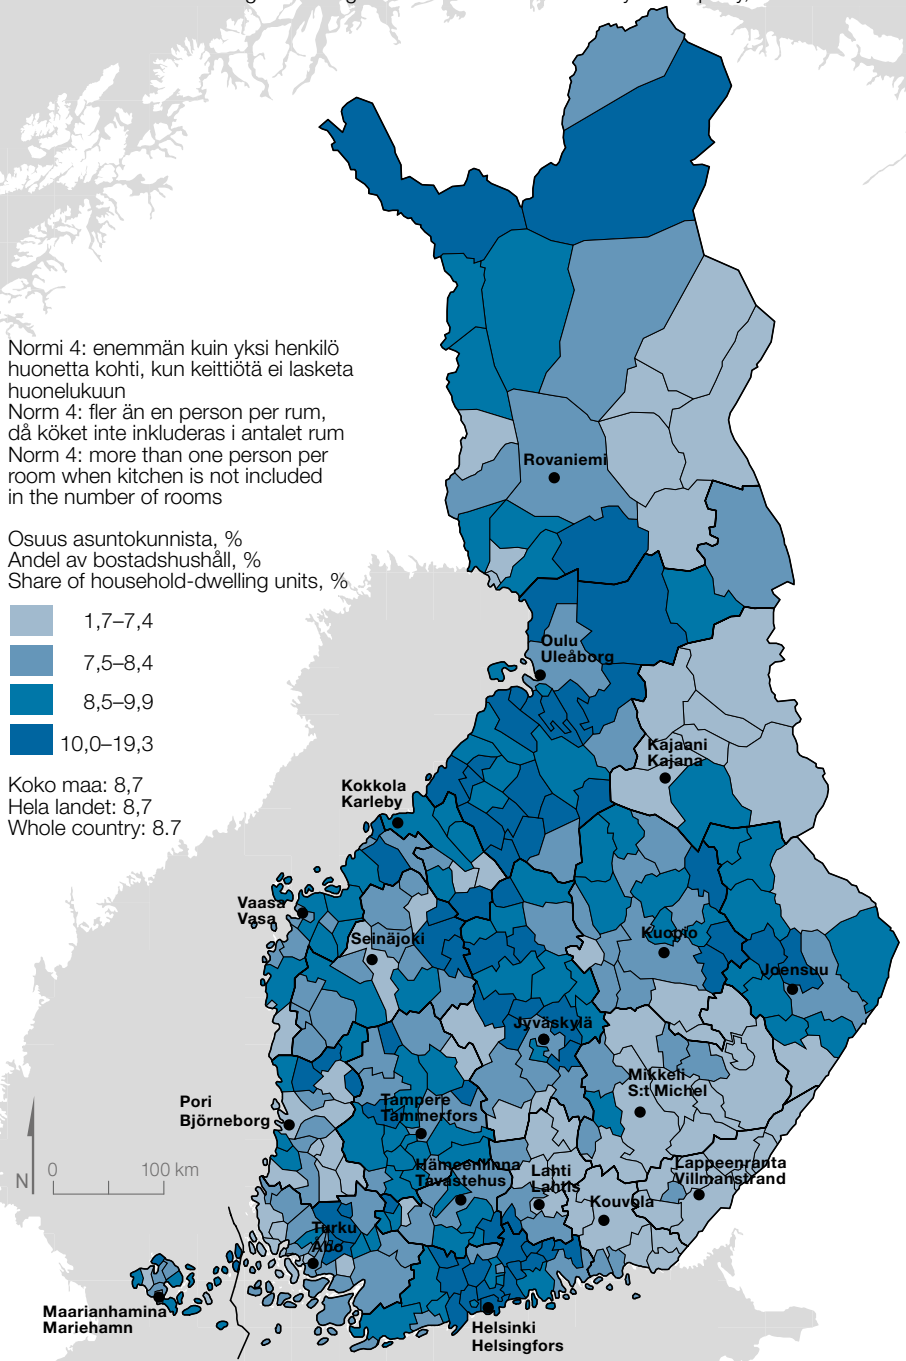 Normi 4: enemmän kuin yksi henkilö
huonetta kohti, kun keittiötä ei lasketa
huonelukuun
Norm 4: fler än en person per rum,
då köket inte inkluderas i antalet rum
Norm 4: more than one person per
room when kitchen is not included
in the number of rooms
Osuus asuntokunnista, %
Andel av bostadshushåll, %
Share of household-dwelling units, %
1,7–7,4
7,5–8,4
8,5–9,9
10,0–19,3
Koko maa: 8,7
Hela landet: 8,7
Whole country: 8.7
Rovaniemi
Oulu
Uleåborg
Kajaani
Kajana
Kokkola
Karleby
Vaasa
Vasa
Seinäjoki
Kuopio
Joensuu
Jyväskylä
Mikkeli
S:t Michel
Pori
Björneborg
Tampere
Tammerfors
Hämeenlinna
Tavastehus
Lahti
Lahtis
Kouvola
Lappeenranta
Villmanstrand
Turku
Åbo
Maarianhamina
Mariehamn
Helsinki
Helsingfors
N
0 100 km